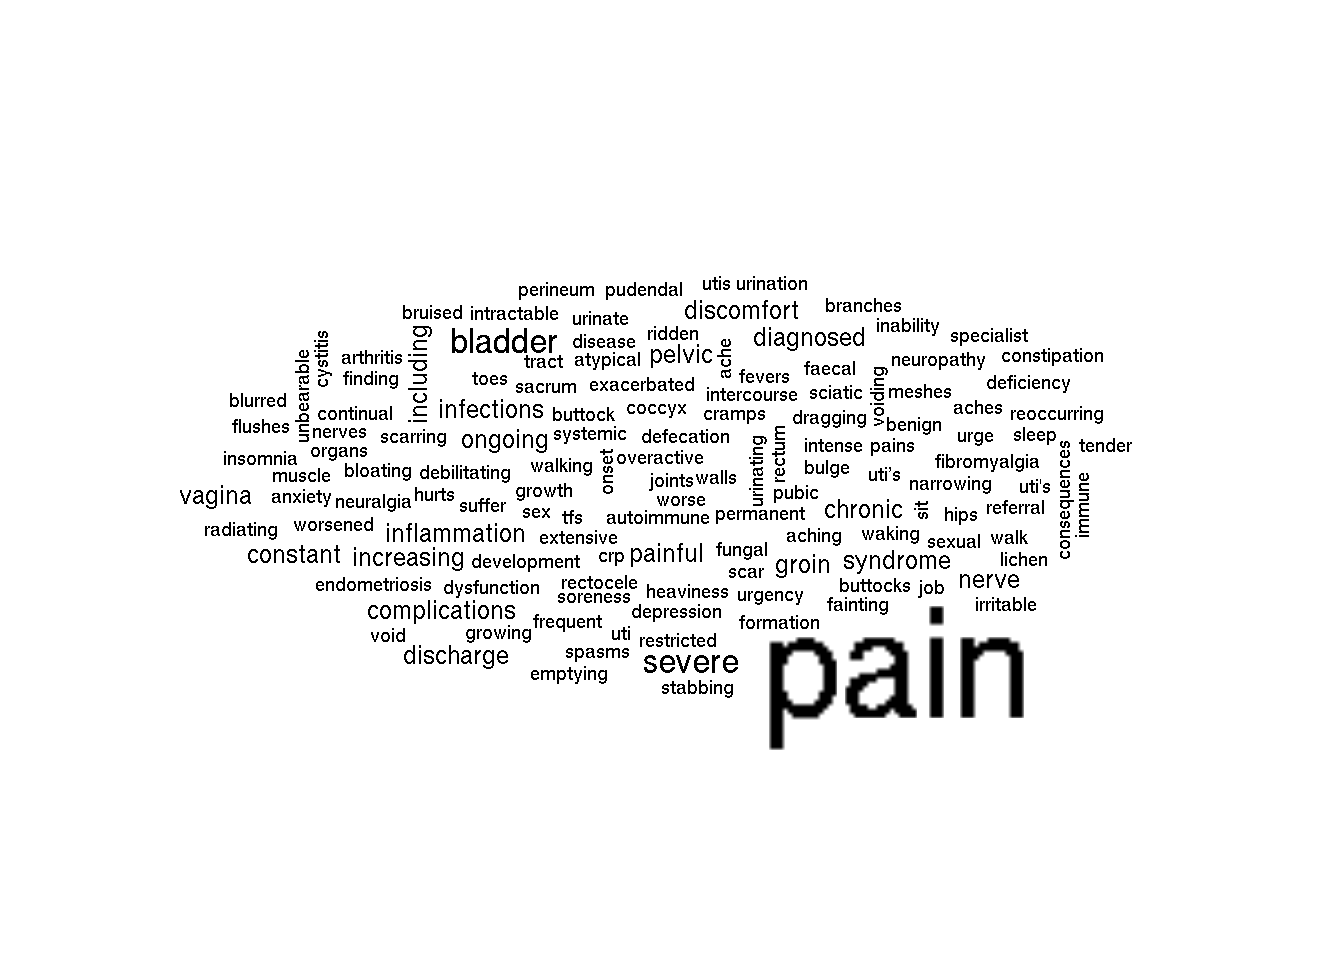 utis urination
perineum pudendal
bruised intractable urinate discomfort branches
bladder disease ridden diagnosed inability specialist
cystitis arthritis including tract atypical pelvic ache neuropathy constipation
unbearable finding toes sacrum exacerbated fevers faecal voiding deficiency
blurred continual infections buttock coccyx intercourse cramps sciatic meshes aches reoccurring
flushes nerves scarring ongoing systemic defecation dragging benign urge sleep tender
insomnia organs walking onset overactive urinating rectum intense pains fibromyalgia consequences
muscle bloating debilitating joints walls bulge uti's narrowing uti's immune
vagina anxiety neuralgia hurts suffer growth worse pubic chronic sit hips referral
radiating worsened inflammation sex tfs autoimmune permanent aching waking sexual walk
constant increasing development extensive crp painful fungal groin syndrome lichen
endometriosis dysfunction rectocele soreness heaviness scar urgency buttocks job nerve
complications frequent depression formation fainting irritable
void growing uti restricted
discharge spasms severe pain
emptying stabbing